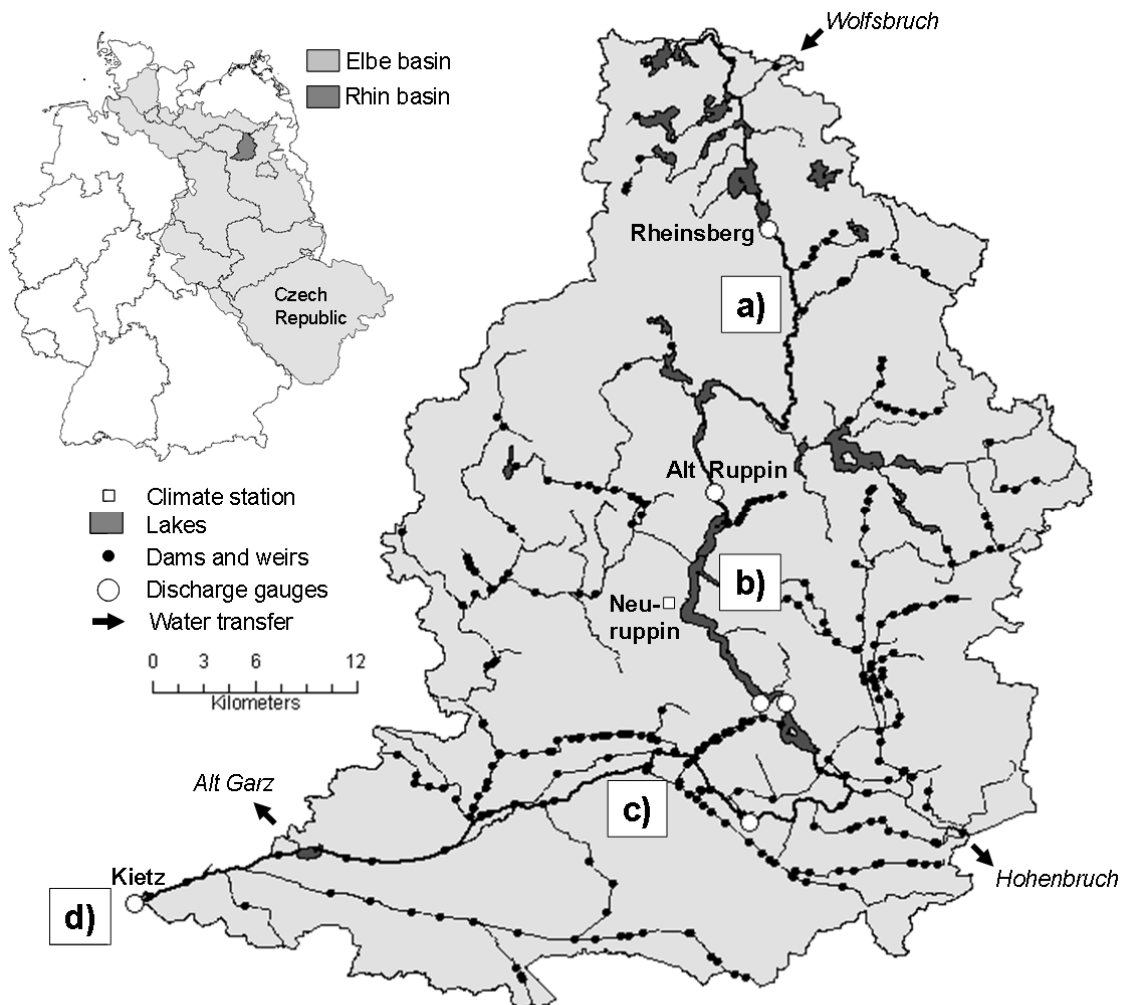 Wolfsbruch
Elbe basin
Rhin basin
Czech
Republic
Rheinsberg
a)
Alt Ruppin
Climate station
Lakes
Dams and weirs
Discharge gauges
Water transfer
b)
Neu-
ruppin
0 3 6 12
Kilometers
Alt Garz
c)
Kietz
Hohenbruch
d)